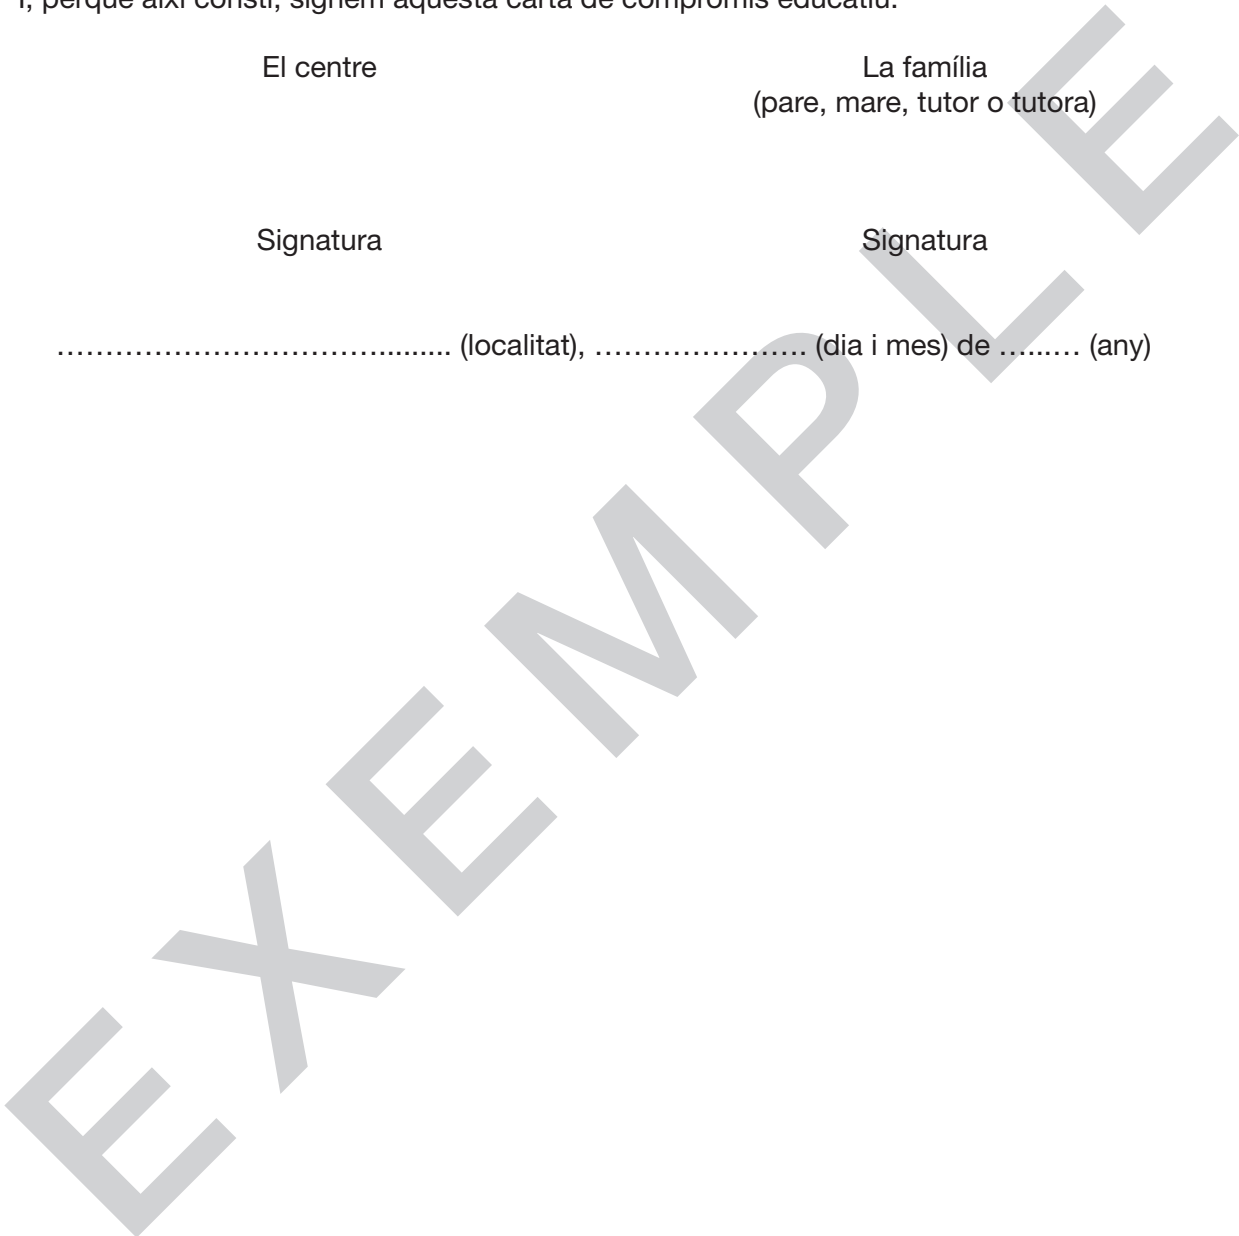 I, perquè així consti, signem aquesta carta de compromís educatiu.
El centre
La família
(pare, mare, tutor o tutora)
Signatura
Signatura
……………………………......... (localitat), …………………. (dia i mes) de …...… (any)
EXEMPLE